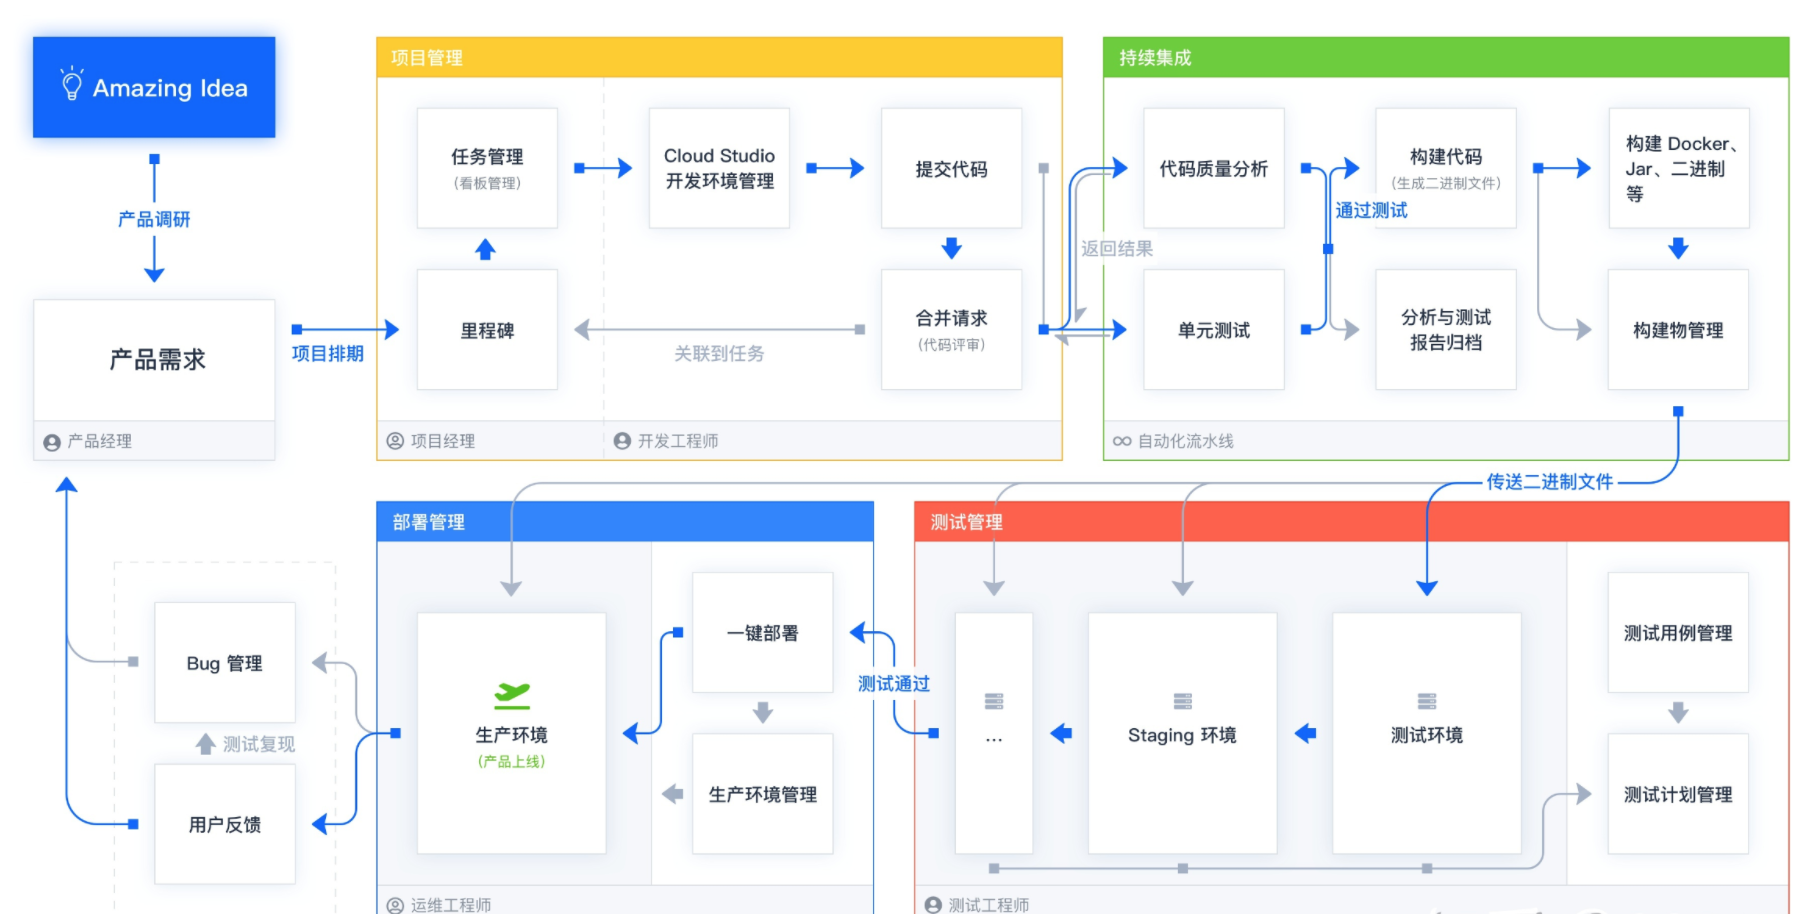 Amazing Idea
产品调研
产品需求
产品经理
项目排期
项目管理
任务管理
(看板管理)
Cloud Studio
开发环境管理
提交代码
里程碑
关联到任务
合并请求
(代码评审)
项目经理
开发工程师
持续集成
代码质量分析
构建代码
(生成二进制文件)
构建 Docker、
Jar、二进制
等
通过测试
返回结果
单元测试
分析与测试
报告归档
构建物管理
自动化流水线
传送二进制文件
部署管理
一键部署
生产环境
(产品上线)
生产环境管理
运维工程师
测试通过
测试管理
...
Staging 环境
测试环境
测试用例管理
测试计划管理
测试工程师
Bug 管理
测试复现
用户反馈